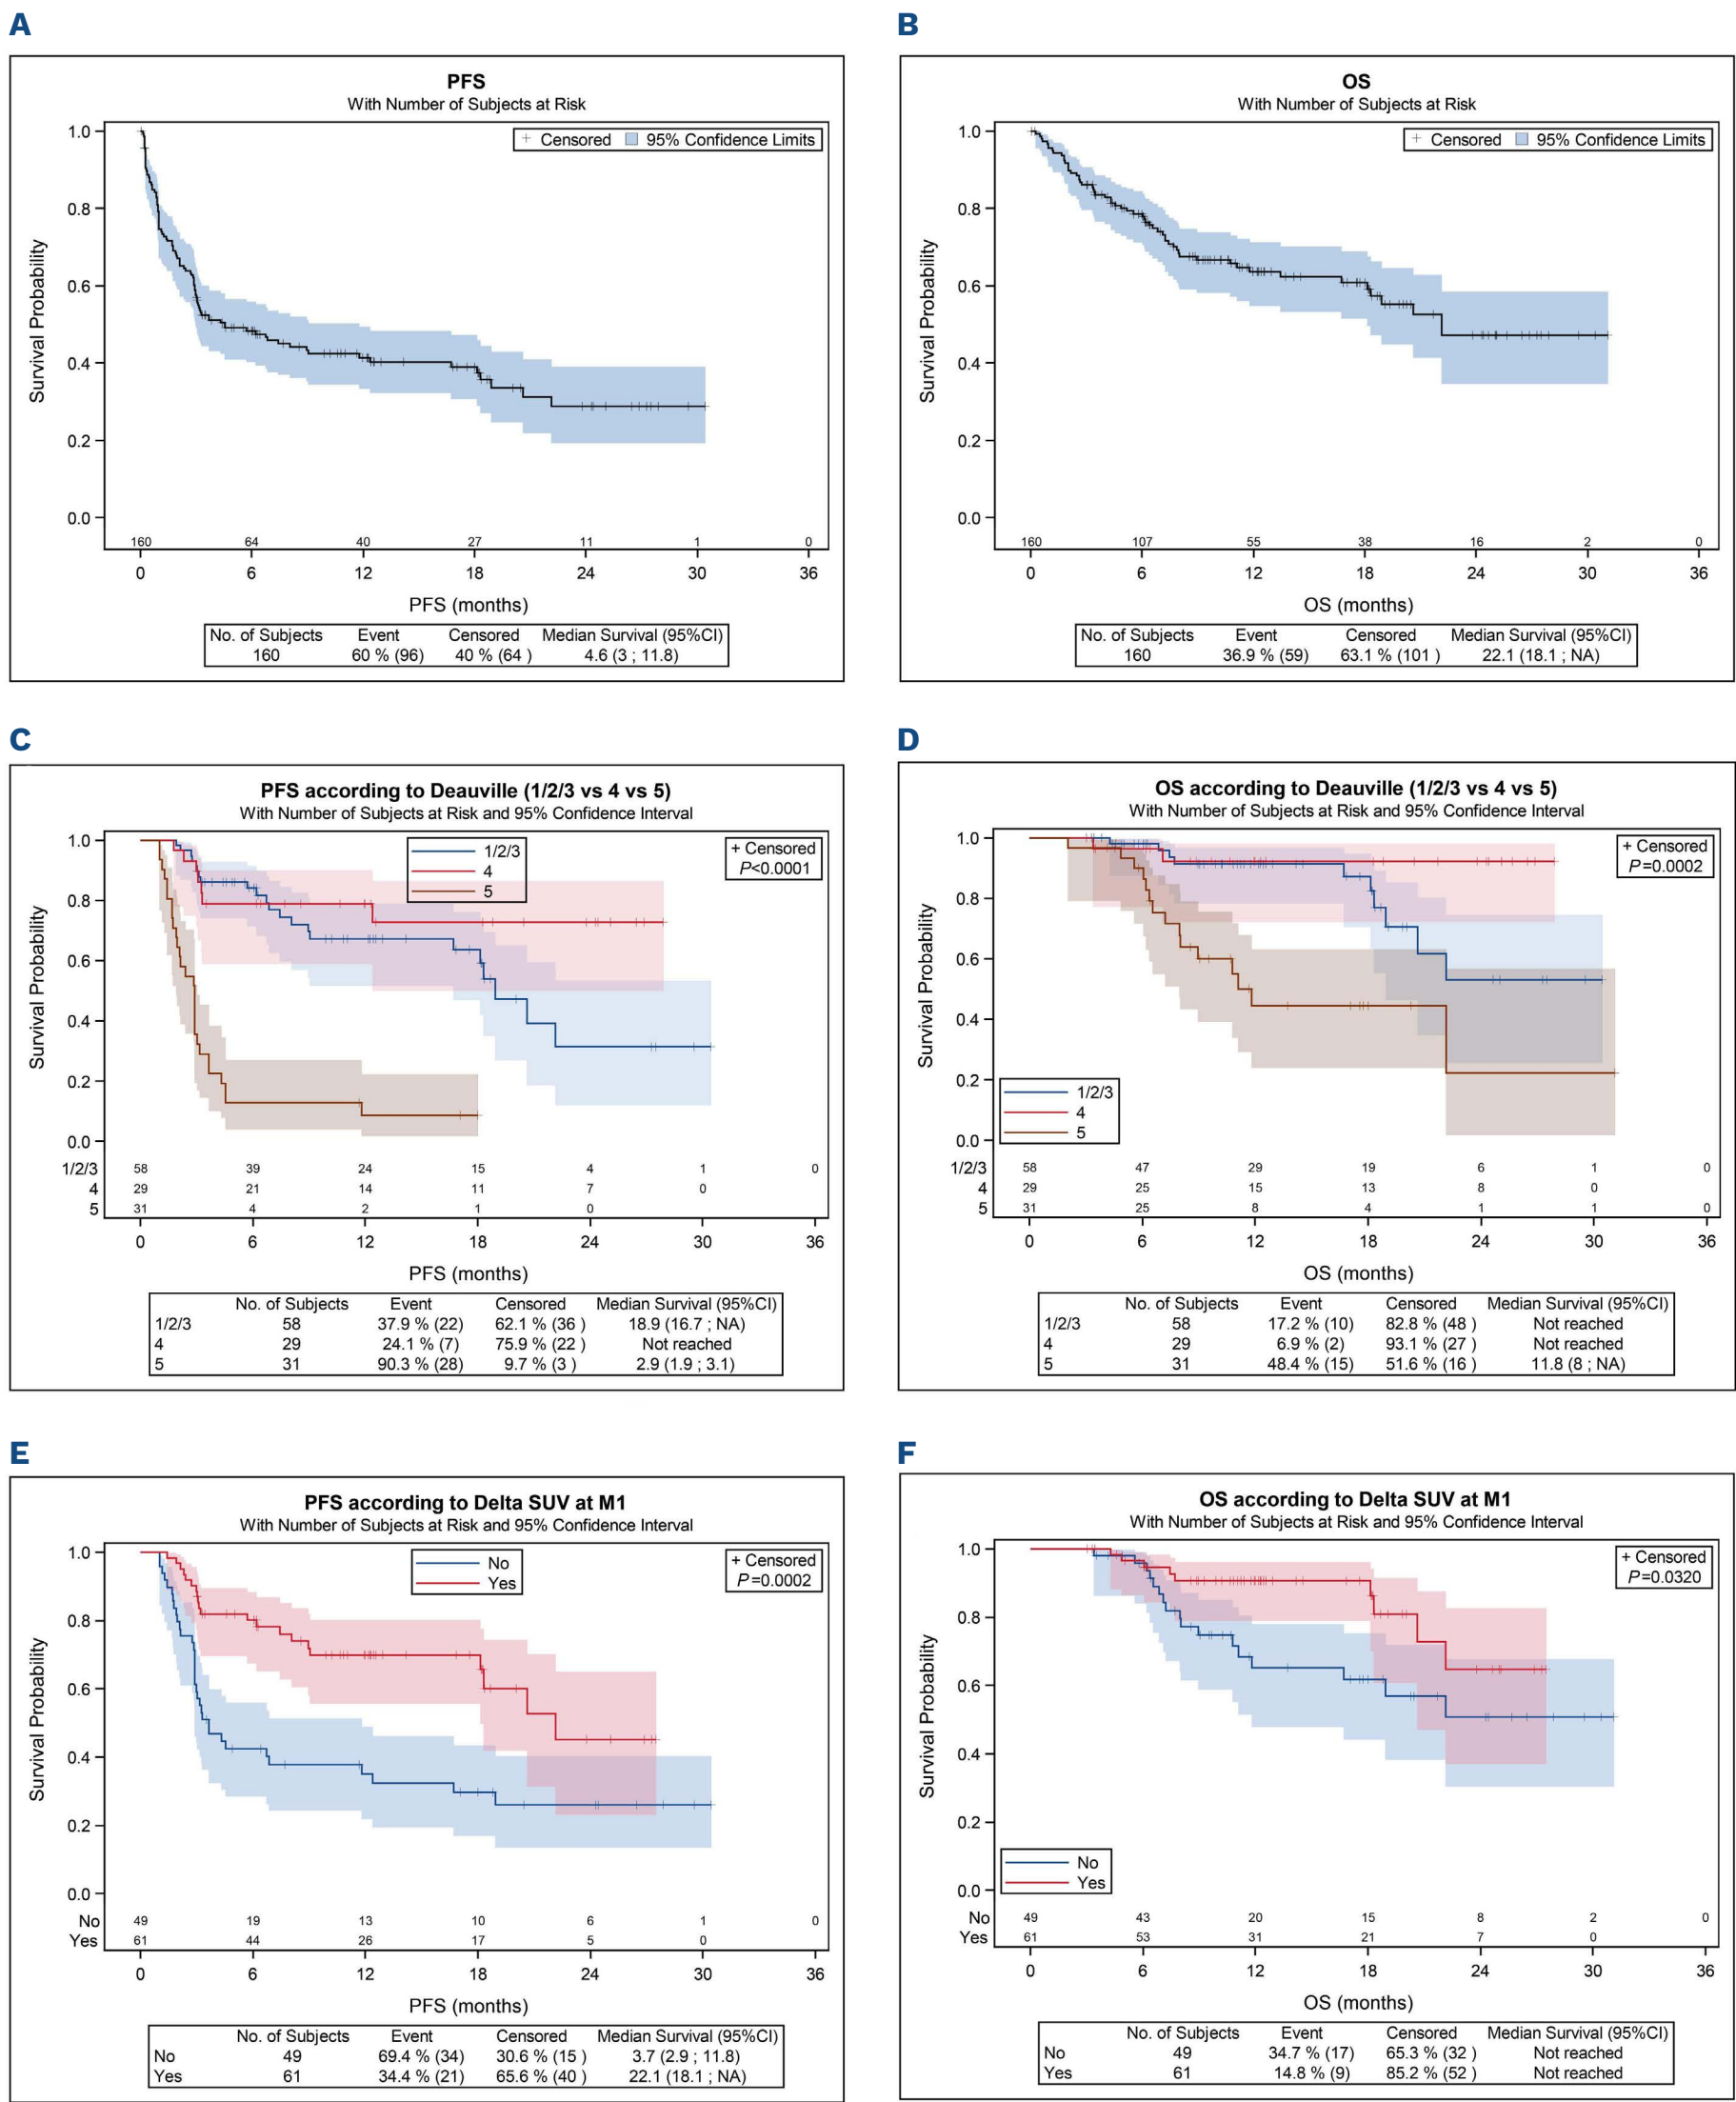 A
PFS
With Number of Subjects at Risk
+ Censored 95% Confidence Limits
Survival Probability
1.0
0.8
0.6
0.4
0.2
0.0
160 64 40 27 11 1 0
0 6 12 18 24 30 36
PFS (months)
No. of Subjects Event Censored Median Survival (95%CI)
160 60 % (96) 40 % (64 ) 4.6 (3 ; 11.8)
B
OS
With Number of Subjects at Risk
+ Censored 95% Confidence Limits
Survival Probability
1.0
0.8
0.6
0.4
0.2
0.0
160 107 55 38 16 2 0
0 6 12 18 24 30 36
OS (months)
No. of Subjects Event Censored Median Survival (95%CI)
160 36.9 % (59) 63.1 % (101 ) 22.1 (18.1 ; NA)
C
PFS according to Deauville (1/2/3 vs 4 vs 5)
With Number of Subjects at Risk and 95% Confidence Interval
1/2/3
4
5
+ Censored
P<0.0001
Survival Probability
1.0
0.8
0.6
0.4
0.2
0.0
1/2/3 58 39 24 15 4 1 0
4 29 21 14 11 7 0
5 31 4 2 1 0
0 6 12 18 24 30 36
PFS (months)
No. of Subjects Event Censored Median Survival (95%CI)
1/2/3 58 37.9 % (22) 62.1 % (36 ) 18.9 (16.7 ; NA)
4 29 24.1 % (7) 75.9 % (22 ) Not reached
5 31 90.3 % (28) 9.7 % (3 ) 2.9 (1.9 ; 3.1)
D
OS according to Deauville (1/2/3 vs 4 vs 5)
With Number of Subjects at Risk and 95% Confidence Interval
+ Censored
P=0.0002
Survival Probability
1.0
0.8
0.6
0.4
0.2
0.0
1/2/3
4
5
1/2/3 58 47 29 19 6 1 0
4 29 25 15 13 8 0
5 31 25 8 4 1 1 0
0 6 12 18 24 30 36
OS (months)
No. of Subjects Event Censored Median Survival (95%CI)
1/2/3 58 17.2 % (10) 82.8 % (48 ) Not reached
4 29 6.9 % (2) 93.1 % (27 ) Not reached
5 31 48.4 % (15) 51.6 % (16 ) 11.8 (8 ; NA)
E
PFS according to Delta SUV at M1
With Number of Subjects at Risk and 95% Confidence Interval
No
Yes
+ Censored
P=0.0002
Survival Probability
1.0
0.8
0.6
0.4
0.2
0.0
No 49 19 13 10 6 1 0
Yes 61 44 26 17 5 0
0 6 12 18 24 30 36
PFS (months)
No. of Subjects Event Censored Median Survival (95%CI)
No 49 69.4 % (34) 30.6 % (15 ) 3.7 (2.9 ; 11.8)
Yes 61 34.4 % (21) 65.6 % (40 ) 22.1 (18.1 ; NA)
F
OS according to Delta SUV at M1
With Number of Subjects at Risk and 95% Confidence Interval
+ Censored
P=0.0320
Survival Probability
1.0
0.8
0.6
0.4
0.2
0.0
No
Yes
No 49 43 20 15 8 2 0
Yes 61 53 31 21 7 0
0 6 12 18 24 30 36
OS (months)
No. of Subjects Event Censored Median Survival (95%CI)
No 49 34.7 % (17) 65.3 % (32 ) Not reached
Yes 61 14.8 % (9) 85.2 % (52 ) Not reached